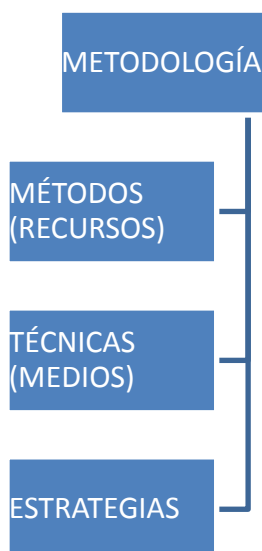 METODOLOGÍA
MÉTODOS
(RECURSOS)
TÉCNICAS
(MEDIOS)
ESTRATEGIAS